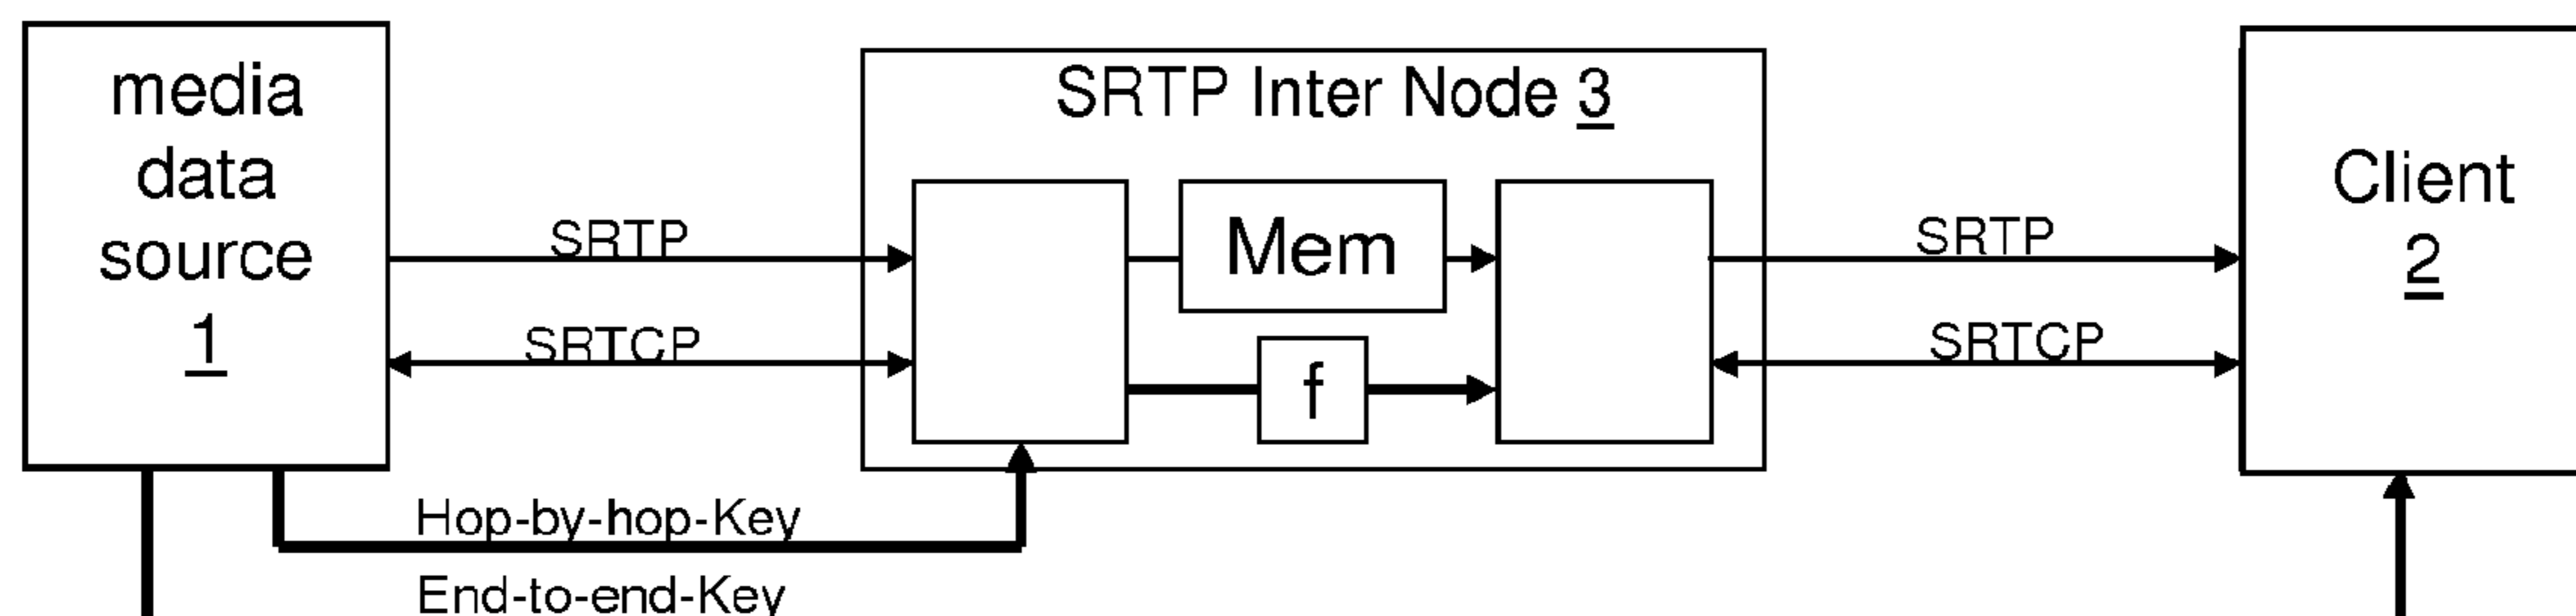 media
data
source
1
SRTP
SRTCP
SRTP Inter Node 3
Mem
f
SRTP
SRTCP
Client
2
Hop-by-hop-Key
End-to-end-Key